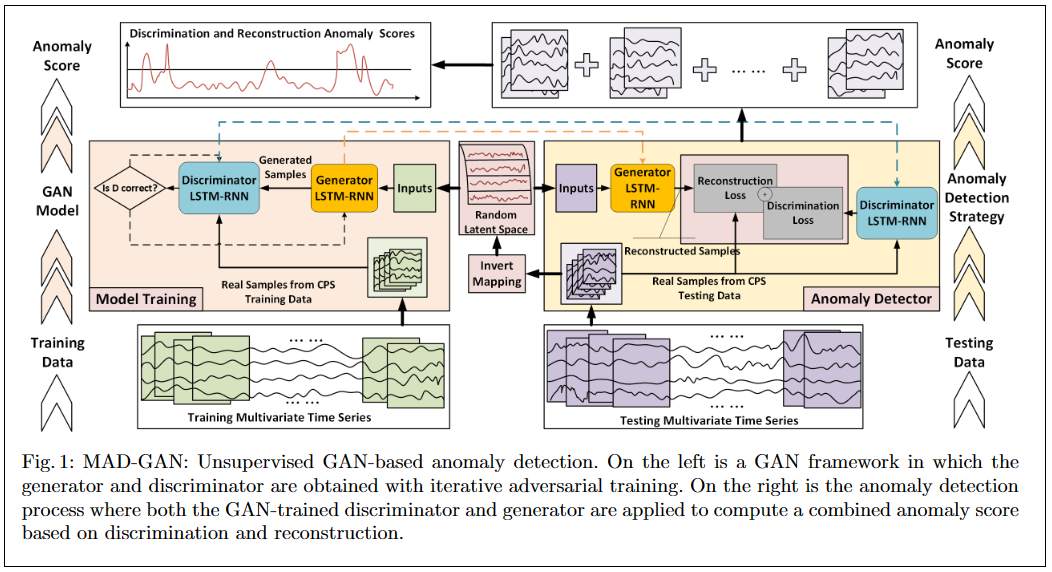 Anomaly
Score
Discrimination and Reconstruction Anomaly Scores
... ...
Anomaly
Score
GAN
Model
Is D correct?
Discriminator
LSTM-RNN
Generated
Samples
Generator
LSTM-RNN
Inputs
Random
Latent Space
Inputs
Generator
LSTM-
RNN
Reconstruction
Loss
Discrimination
Loss
Discriminator
LSTM-RNN
Anomaly
Detection
Strategy
Reconstructed Samples
Invert
Mapping
Real Samples from CPS
Training Data
Real Samples from CPS
Testing Data
Model Training
Anomaly Detector
Training
Data
... ...
... ...
Training Multivariate Time Series
... ...
... ...
Testing Multivariate Time Series
Testing
Data
Fig. 1: MAD-GAN: Unsupervised GAN-based anomaly detection. On the left is a GAN framework in which the
generator and discriminator are obtained with iterative adversarial training. On the right is the anomaly detection
process where both the GAN-trained discriminator and generator are applied to compute a combined anomaly score
based on discrimination and reconstruction.